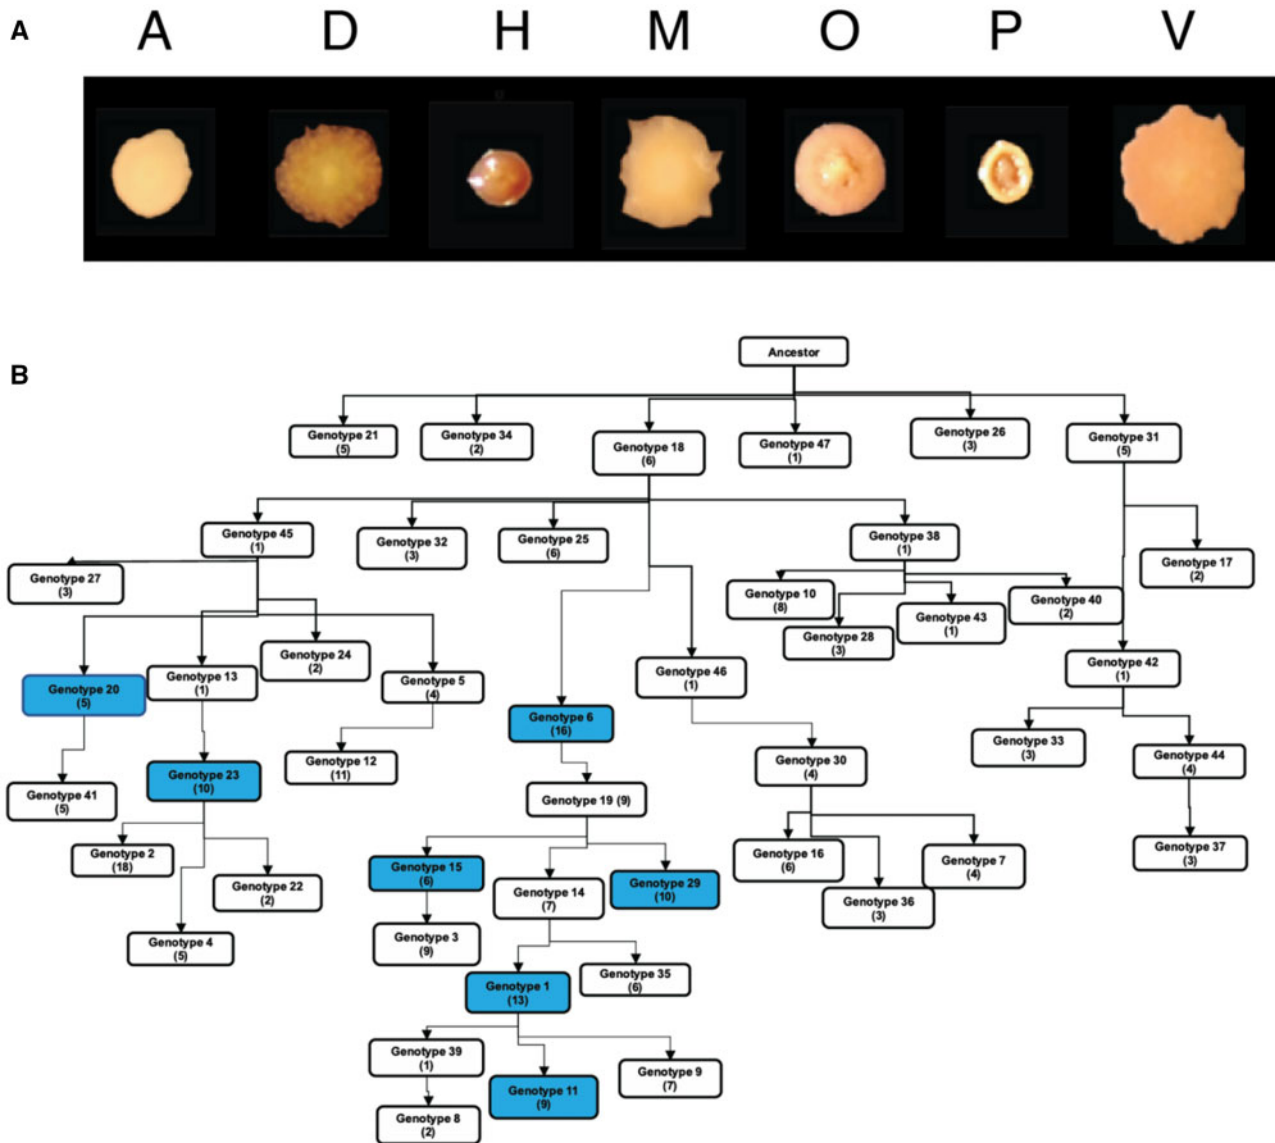 A
A D H M O P V
B
Ancestor
Genotype 21
(5)
Genotype 34
(2)
Genotype 18
(6)
Genotype 47
(1)
Genotype 26
(3)
Genotype 31
(5)
Genotype 45
(1)
Genotype 32
(3)
Genotype 25
(6)
Genotype 38
(1)
Genotype 17
(2)
Genotype 27
(3)
Genotype 10
(8)
Genotype 28
(3)
Genotype 43
(1)
Genotype 40
(2)
Genotype 20
(5)
Genotype 13
(1)
Genotype 24
(2)
Genotype 5
(4)
Genotype 46
(1)
Genotype 42
(1)
Genotype 6
(16)
Genotype 12
(11)
Genotype 33
(3)
Genotype 44
(4)
Genotype 41
(5)
Genotype 23
(10)
Genotype 19 (9)
Genotype 30
(4)
Genotype 2
(18)
Genotype 22
(2)
Genotype 4
(5)
Genotype 15
(6)
Genotype 14
(7)
Genotype 29
(10)
Genotype 16
(6)
Genotype 36
(3)
Genotype 7
(4)
Genotype 37
(3)
Genotype 3
(9)
Genotype 1
(13)
Genotype 35
(6)
Genotype 39
(1)
Genotype 11
(9)
Genotype 9
(7)
Genotype 8
(2)